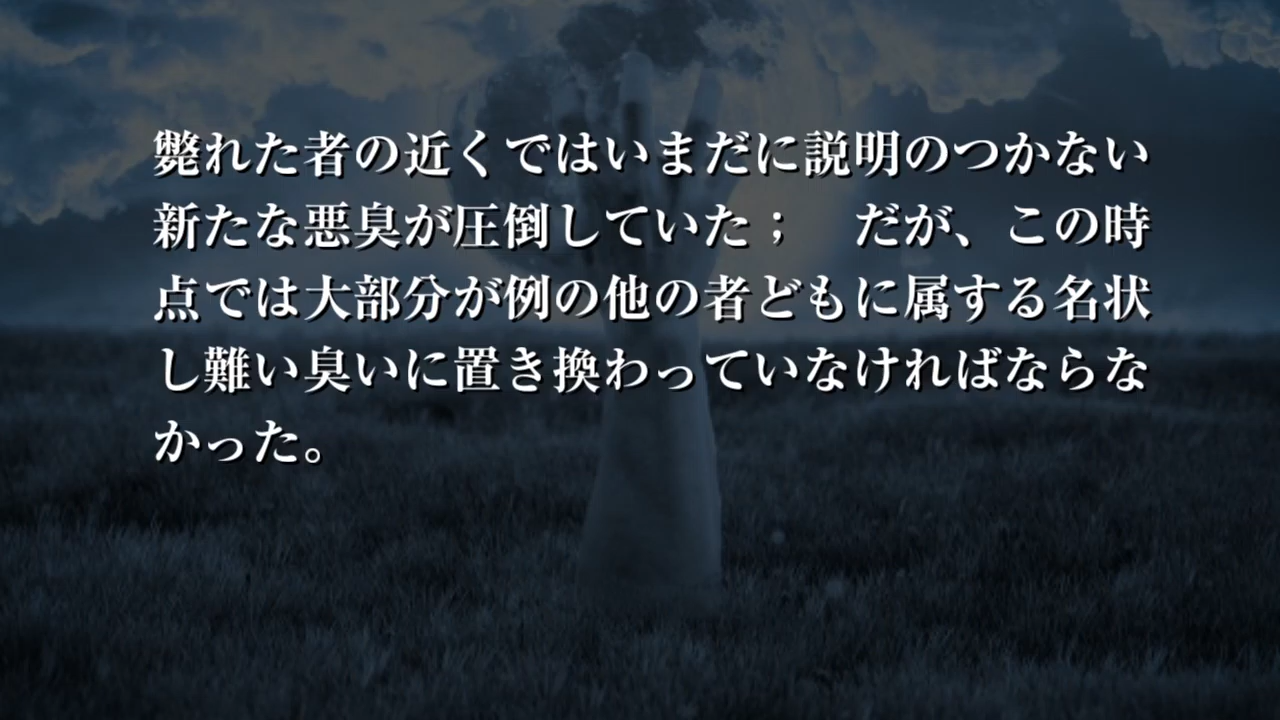 斃れた者の近くではいまだに説明のつかない
新たな悪臭が圧倒していた；　だが、この時
点では大部分が例の他の者どもに属する名状
し難い臭いに置き換わっていなければならな
かった。